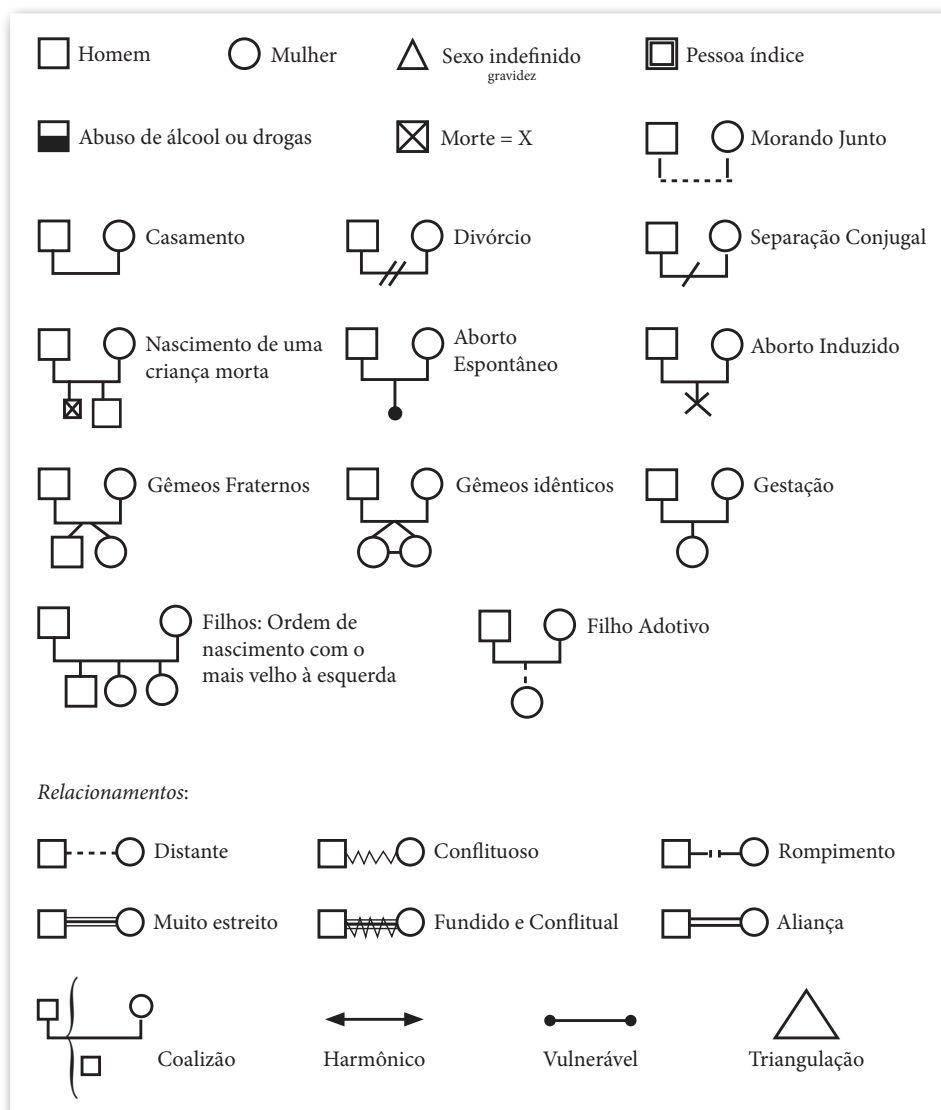 Homem
Mulher
Sexo indefinido
gravidez
Pessoa índice
Abuso de álcool ou drogas
Morte = X
Morando Junto
Casamento
Divórcio
Separação Conjugal
Nascimento de uma
criança morta
Aborto
Espontâneo
Aborto Induzido
Gêmeos Fraternos
Gêmeos idênticos
Gestação
Filhos: Ordem de
nascimento com o
mais velho à esquerda
Filho Adotivo
Relacionamentos:
Distante
Conflituoso
Rompimento
Muito estreito
Fundido e Conflitual
Aliança
Coalizão
Harmônico
Vulnerável
Triangulação